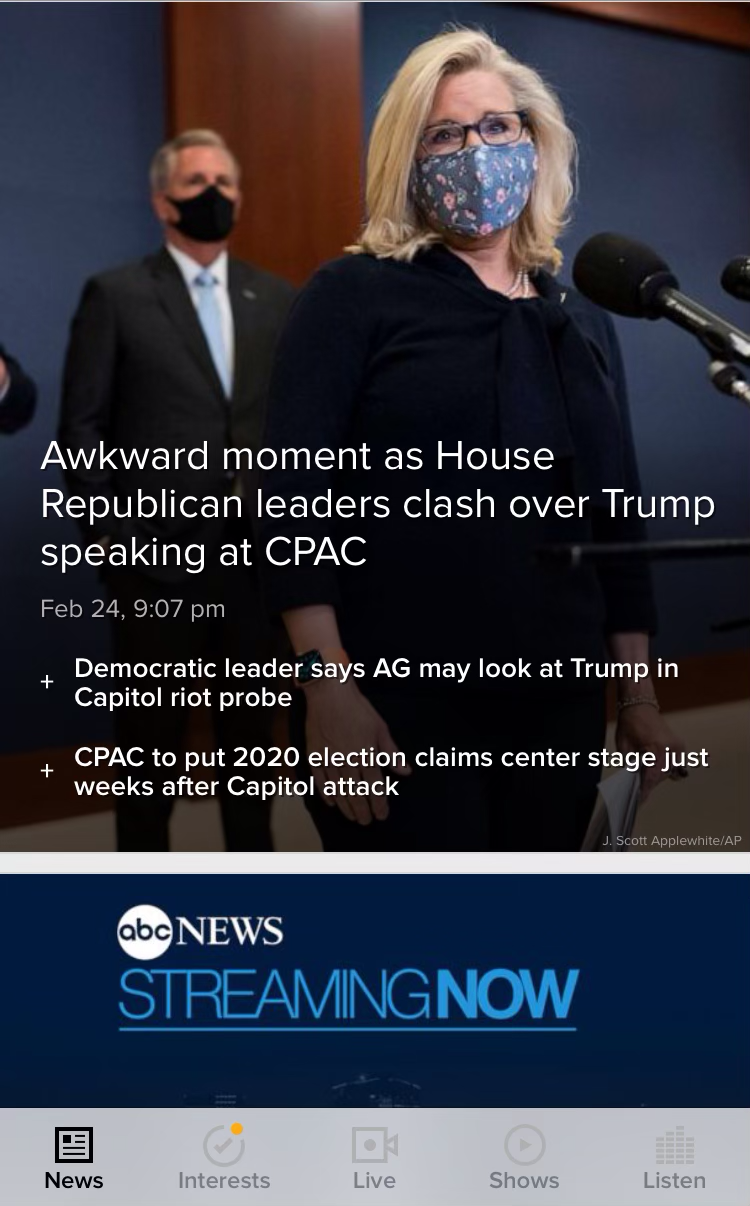 Awkward moment as House
Republican leaders clash over Trump
speaking at CPAC
Feb 24, 9:07 pm
+ Democratic leader says AG may look at Trump in
Capitol riot probe
+ CPAC to put 2020 election claims center stage just
weeks after Capitol attack
J. Scott Applewhite/AP
abc NEWS
STREAMING NOW
News Interests Live Shows Listen